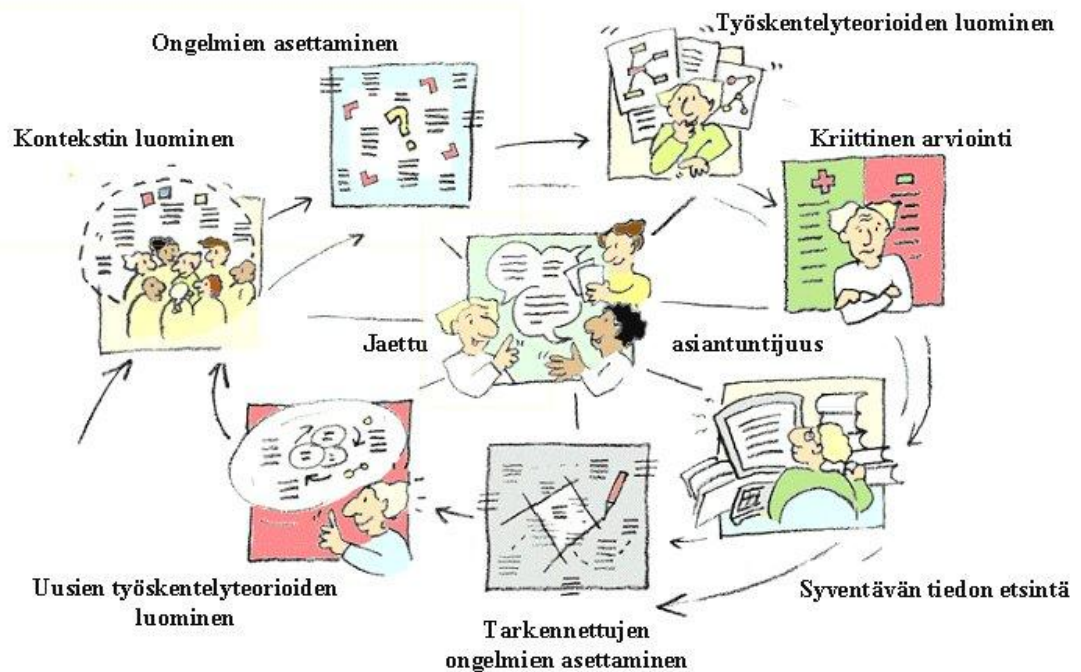 Ongelmien asettaminen
Työskentelyteorioiden luominen
Kontekstin luominen
Kriittinen arviointi
Jaettu
asiantuntijuus
Uusien työskentelyteorioiden
luominen
Syventävän tiedon etsintä
Tarkennettujen
ongelmien asettaminen